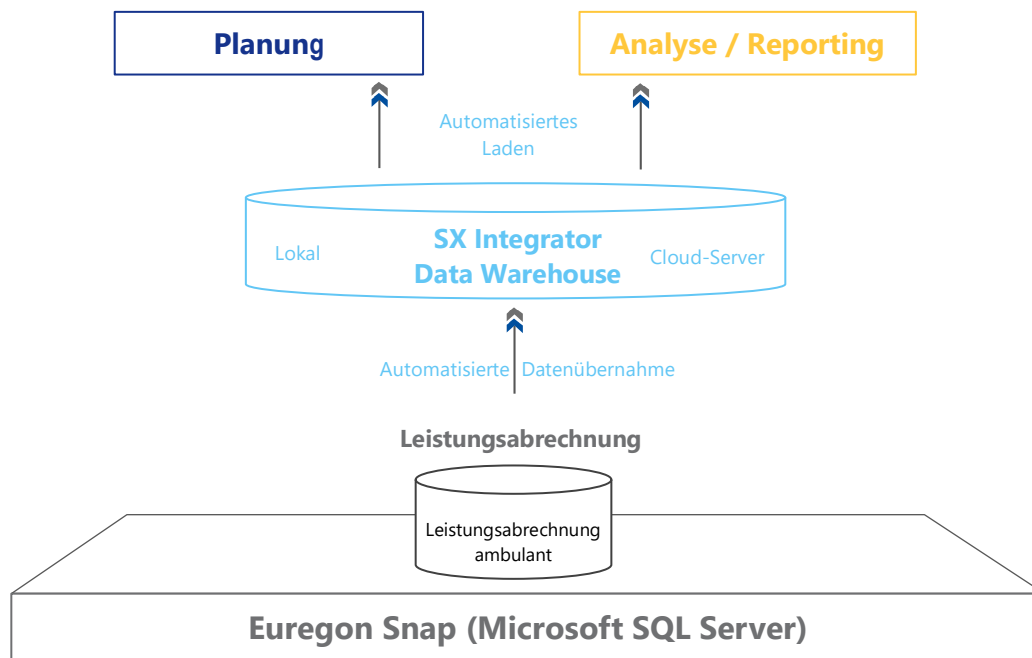 Planung
Analyse / Reporting
Automatisiertes
Laden
SX Integrator
Data Warehouse
Lokal
Cloud-Server
Automatisierte Datenübernahme
Leistungsabrechnung
Leistungsabrechnung
ambulant
Euregon Snap (Microsoft SQL Server)